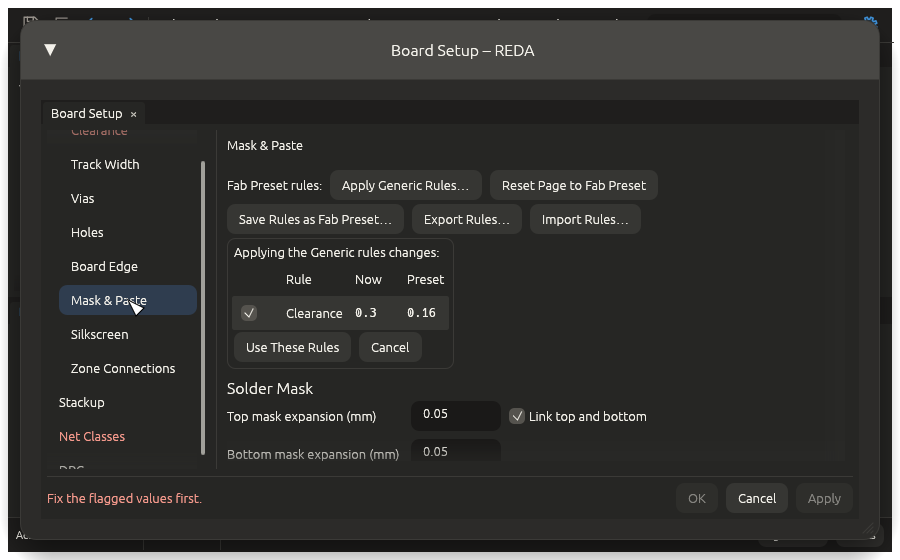 Board Setup – REDA
Board Setup ×
Clearance
Track Width
Vias
Holes
Board Edge
Mask & Paste
Silkscreen
Zone Connections
Stackup
Net Classes
Mask & Paste
Fab Preset rules: Apply Generic Rules... Reset Page to Fab Preset
Save Rules as Fab Preset... Export Rules... Import Rules...
Applying the Generic rules changes:
Rule Now Preset
Clearance 0.3 0.16
Use These Rules Cancel
Solder Mask
Top mask expansion (mm) 0.05 Link top and bottom
Bottom mask expansion (mm) 0.05
Fix the flagged values first.
OK Cancel Apply